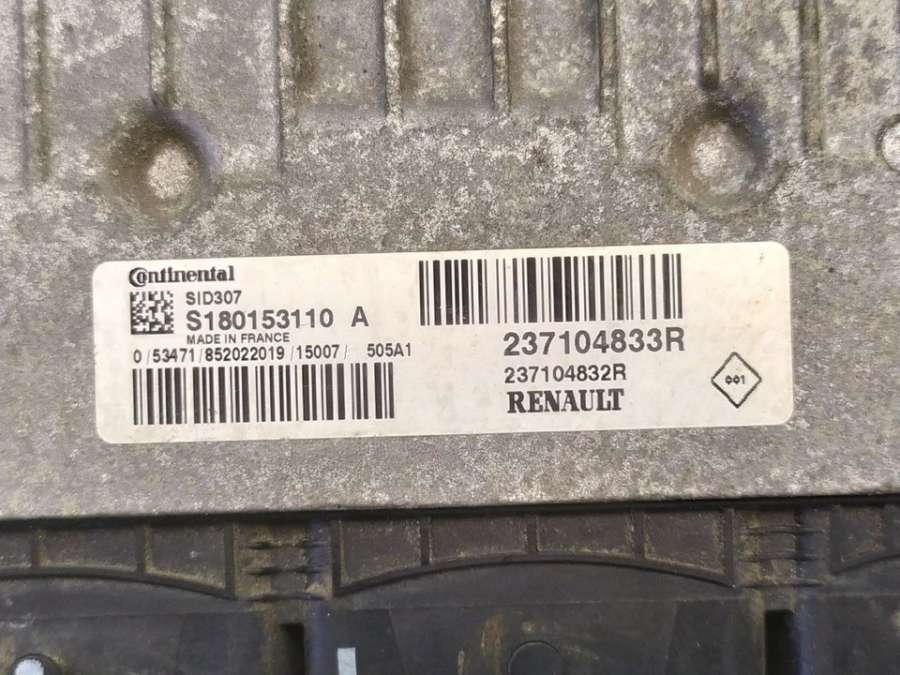 Continental
SID307
S180153110 A
MADE IN FRANCE
0/53471/852022019/15007/ 505A1
237104833R
237104832R
RENAULT
001